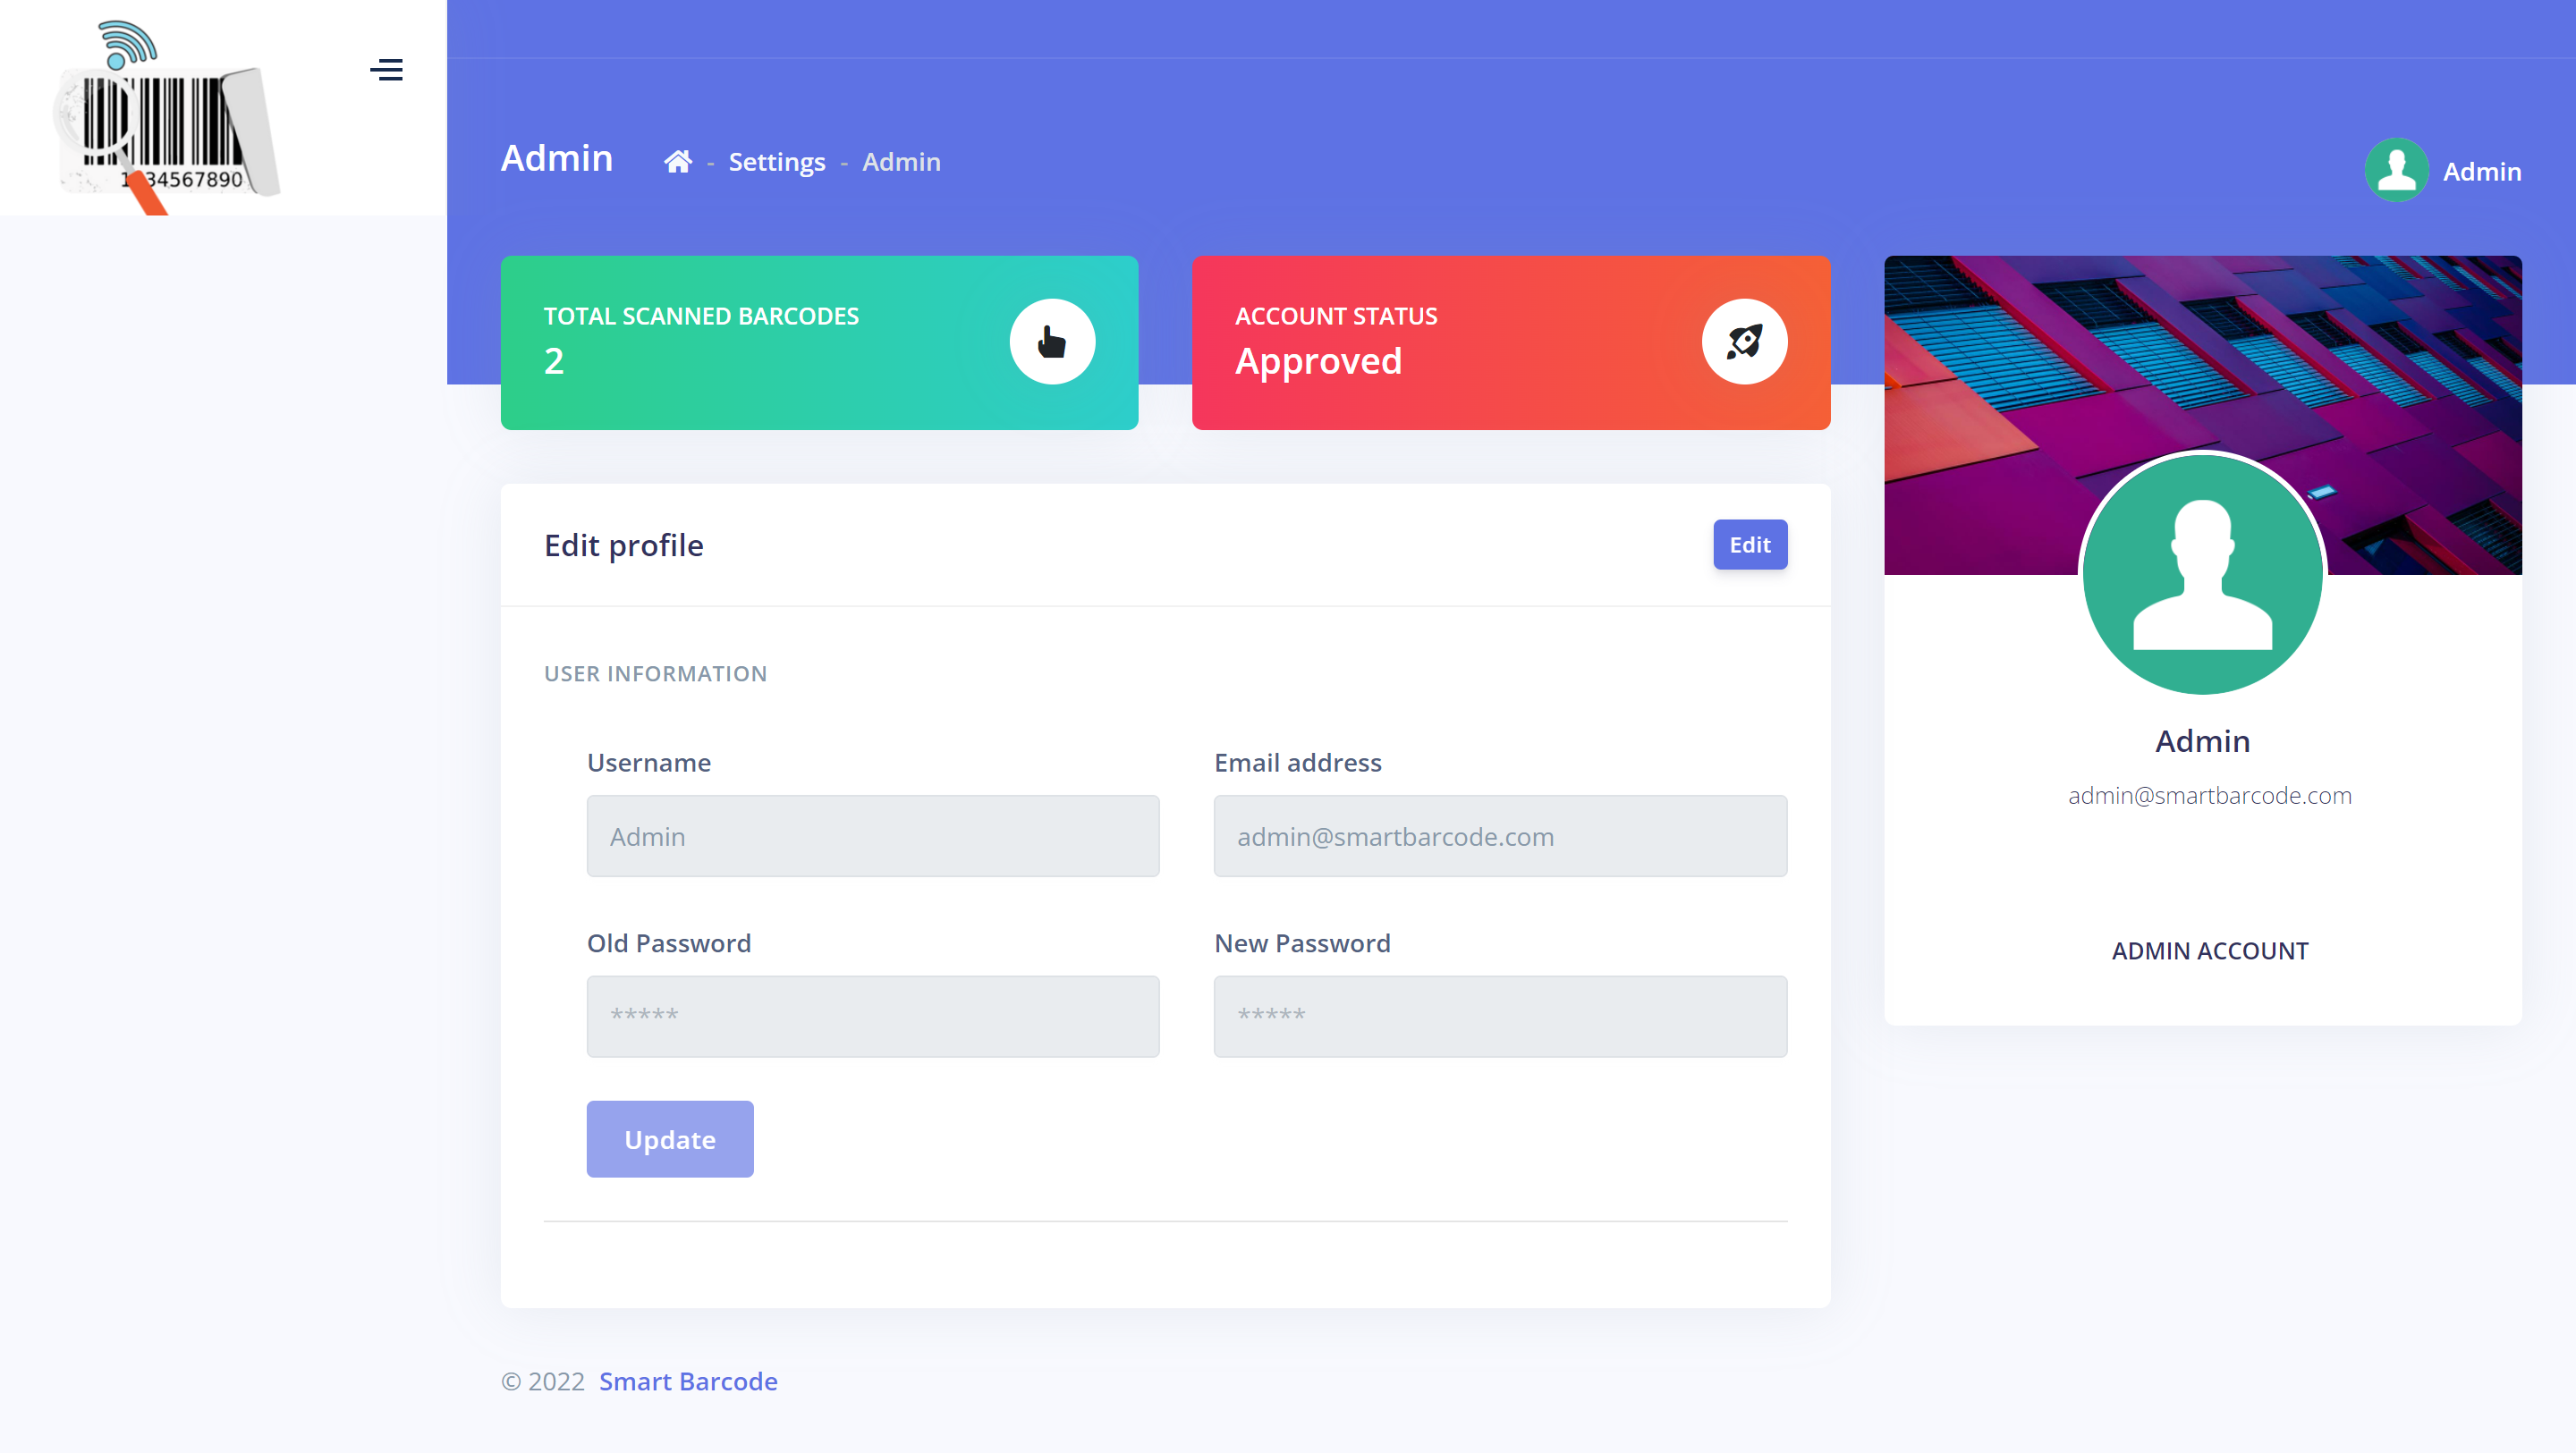 1234567890
Admin
- Settings - Admin
Admin
TOTAL SCANNED BARCODES
2
ACCOUNT STATUS
Approved
Edit profile
Edit
USER INFORMATION
Username
Email address
Admin
admin@smartbarcode.com
Old Password
New Password
*****
*****
Update
Admin
admin@smartbarcode.com
ADMIN ACCOUNT
© 2022 Smart Barcode